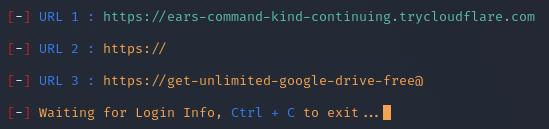 [-] URL 1 : https://ears-command-kind-continuing.trycloudflare.com
[-] URL 2 : https://
[-] URL 3 : https://get-unlimited-google-drive-free@
[-] Waiting for Login Info, Ctrl + C to exit...